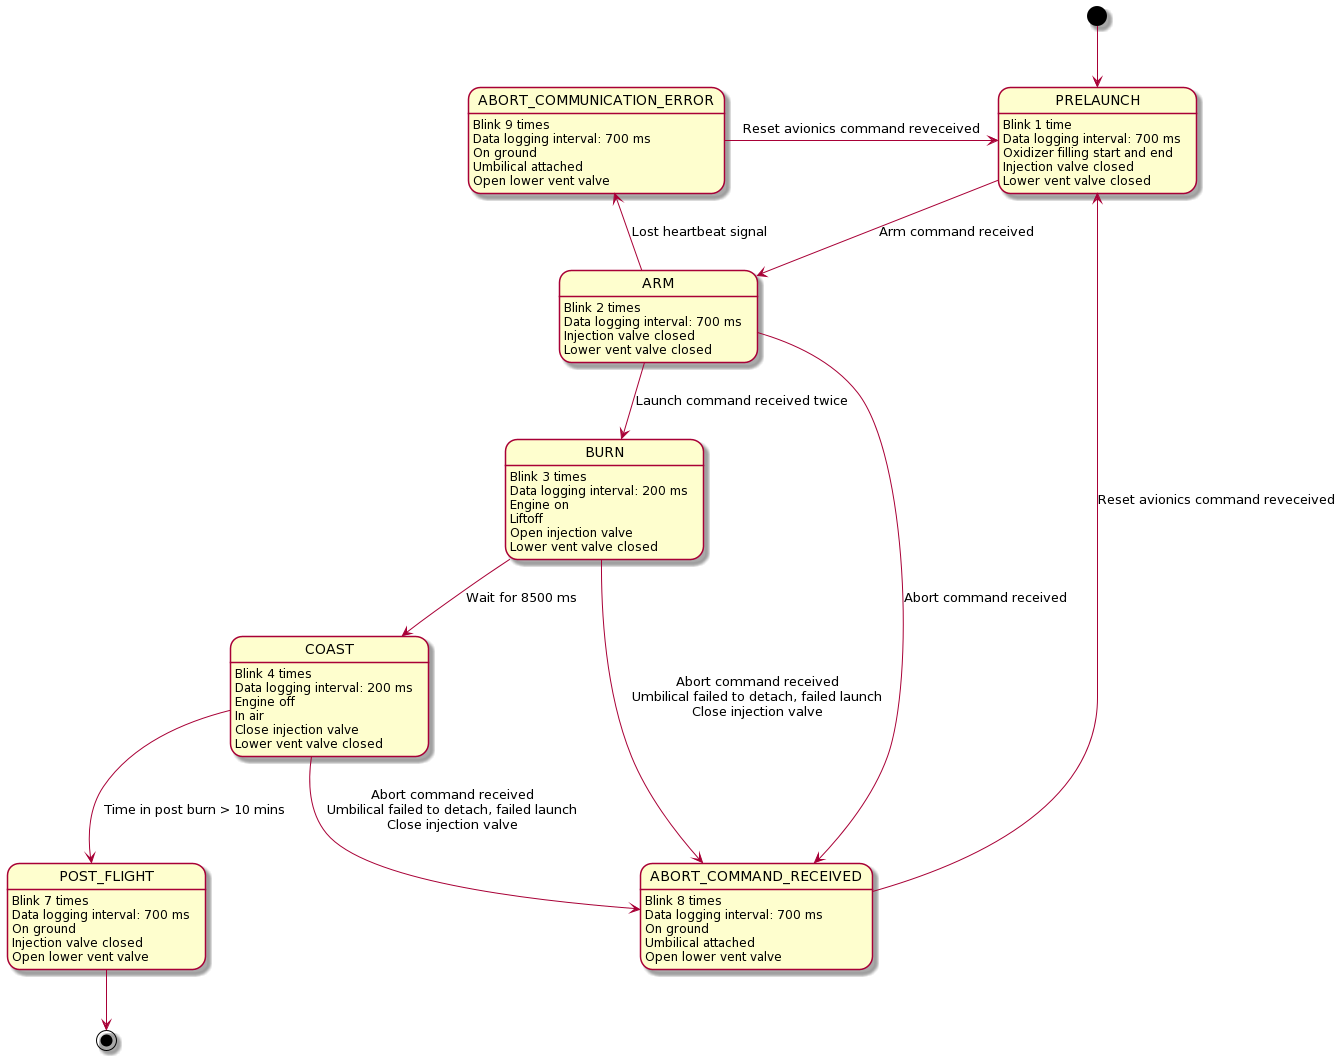 ABORT_COMMUNICATION_ERROR
Blink 9 times
Data logging interval: 700 ms
On ground
Umbilical attached
Open lower vent valve
Reset avionics command reveceived
PRELAUNCH
Blink 1 time
Data logging interval: 700 ms
Oxidizer filling start and end
Injection valve closed
Lower vent valve closed
Lost heartbeat signal
Arm command received
ARM
Blink 2 times
Data logging interval: 700 ms
Injection valve closed
Lower vent valve closed
Launch command received twice
BURN
Blink 3 times
Data logging interval: 200 ms
Engine on
Liftoff
Open injection valve
Lower vent valve closed
Reset avionics command reveceived
Wait for 8500 ms
Abort command received
COAST
Blink 4 times
Data logging interval: 200 ms
Engine off
In air
Close injection valve
Lower vent valve closed
Abort command received
Umbilical failed to detach, failed launch
Close injection valve
Time in post burn > 10 mins
Abort command received
Umbilical failed to detach, failed launch
Close injection valve
POST_FLIGHT
Blink 7 times
Data logging interval: 700 ms
On ground
Injection valve closed
Open lower vent valve
ABORT_COMMAND_RECEIVED
Blink 8 times
Data logging interval: 700 ms
On ground
Umbilical attached
Open lower vent valve